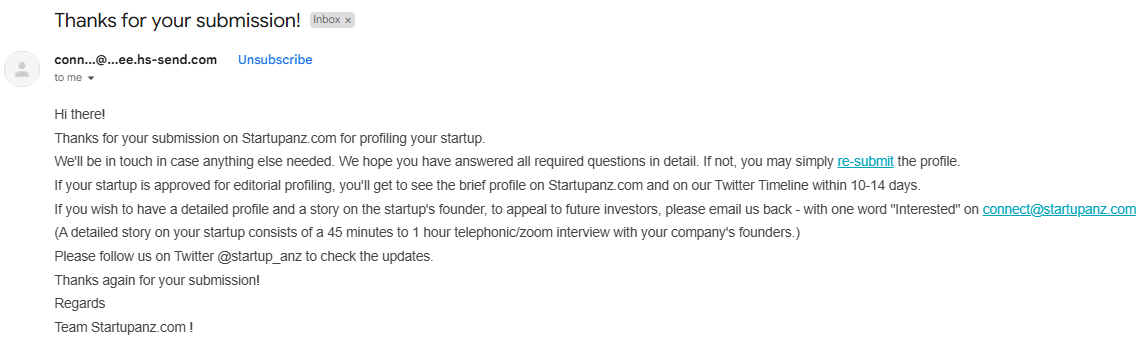 Thanks for your submission! Inbox ×
conn...@...ee.hs-send.com Unsubscribe
to me
Hi there!
Thanks for your submission on Startupanz.com for profiling your startup.
We'll be in touch in case anything else needed. We hope you have answered all required questions in detail. If not, you may simply re-submit the profile.
If your startup is approved for editorial profiling, you'll get to see the brief profile on Startupanz.com and on our Twitter Timeline within 10-14 days.
If you wish to have a detailed profile and a story on the startup's founder, to appeal to future investors, please email us back - with one word "Interested" on connect@startupanz.com
(A detailed story on your startup consists of a 45 minutes to 1 hour telephonic/zoom interview with your company's founders.)
Please follow us on Twitter @startup_anz to check the updates.
Thanks again for your submission!
Regards
Team Startupanz.com !